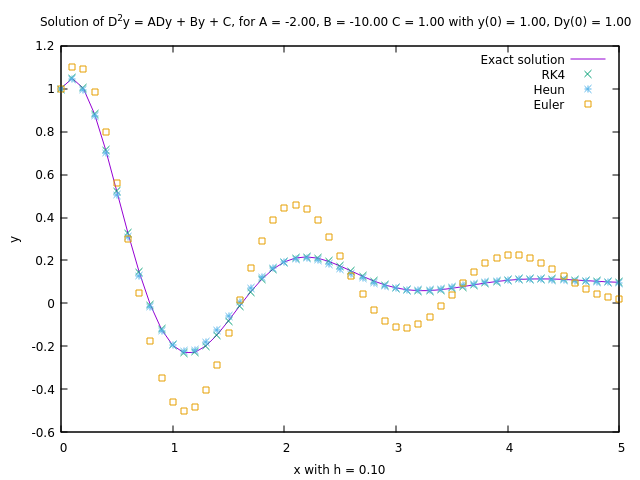 Solution of D²y = ADy + By + C, for A = -2.00, B = -10.00 C = 1.00 with y(0) = 1.00, Dy(0) = 1.00
1.2
1
0.8
0.6
0.4
0.2
0
-0.2
-0.4
-0.6
y
Exact solution
RK4
Heun
Euler
0 1 2 3 4 5
x with h = 0.10